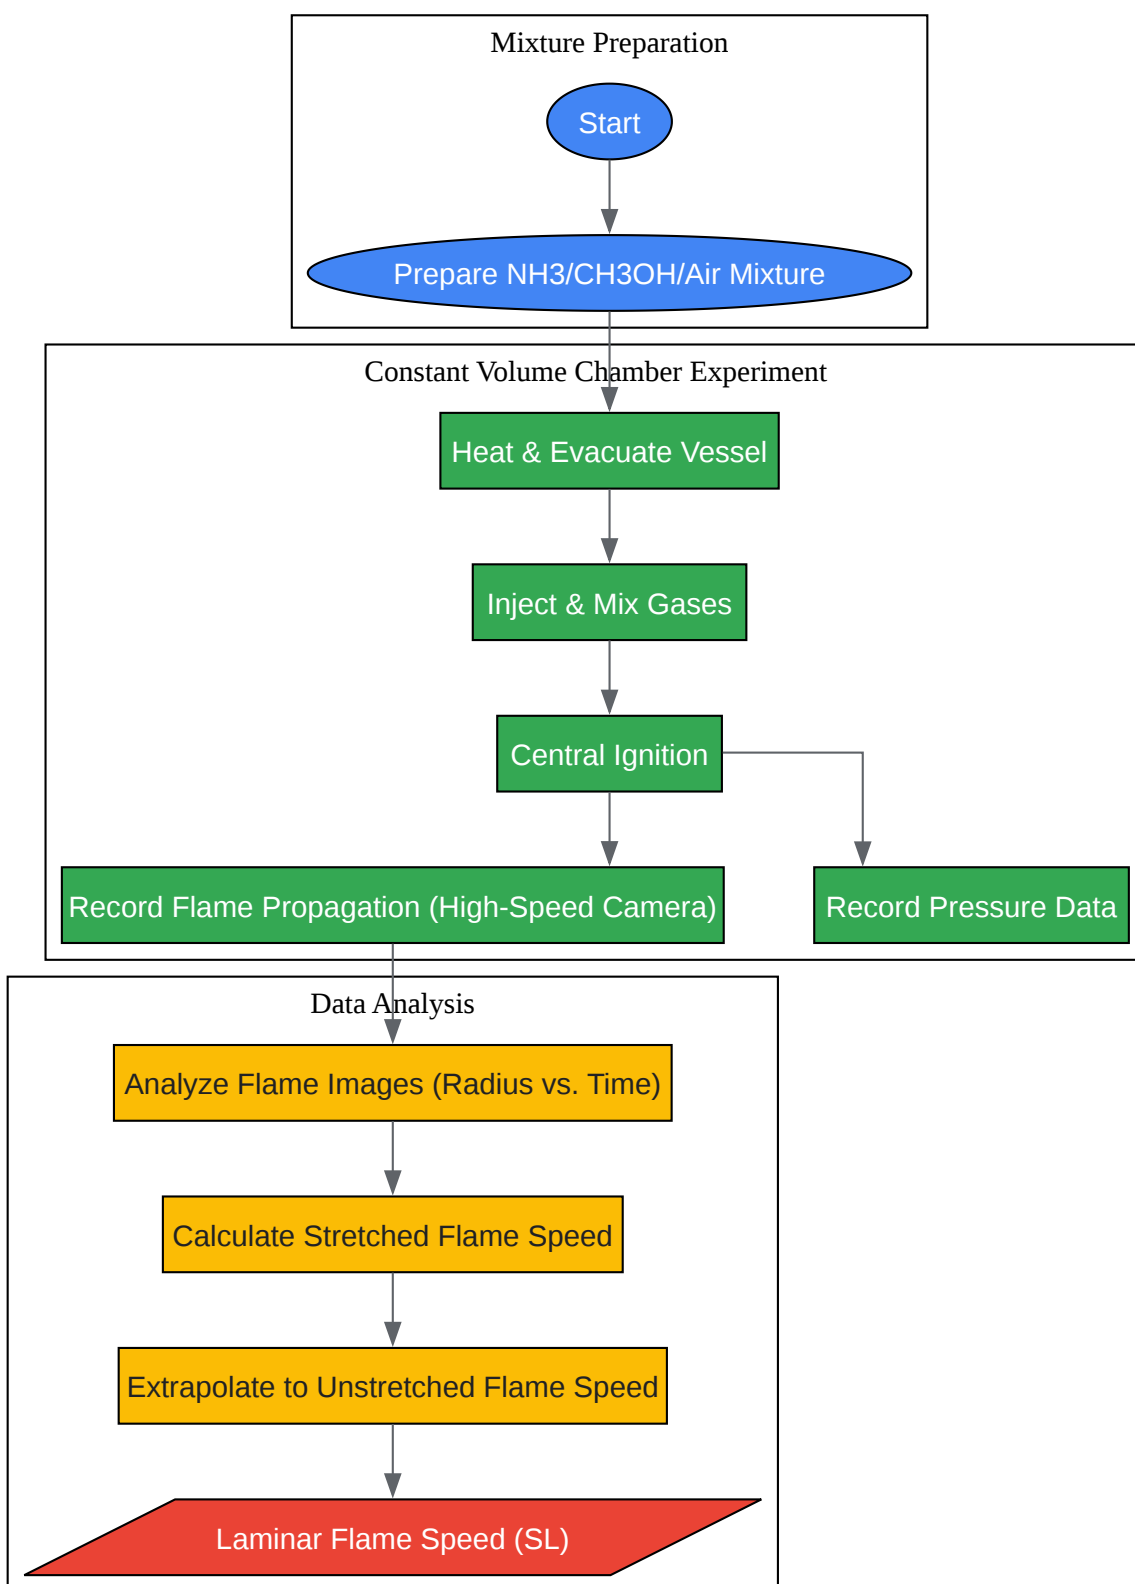 Mixture Preparation
Start
Prepare NH3/CH3OH/Air Mixture
Constant Volume Chamber Experiment
Heat & Evacuate Vessel
Inject & Mix Gases
Central Ignition
Record Flame Propagation (High-Speed Camera)
Record Pressure Data
Data Analysis
Analyze Flame Images (Radius vs. Time)
Calculate Stretched Flame Speed
Extrapolate to Unstretched Flame Speed
Laminar Flame Speed (SL)